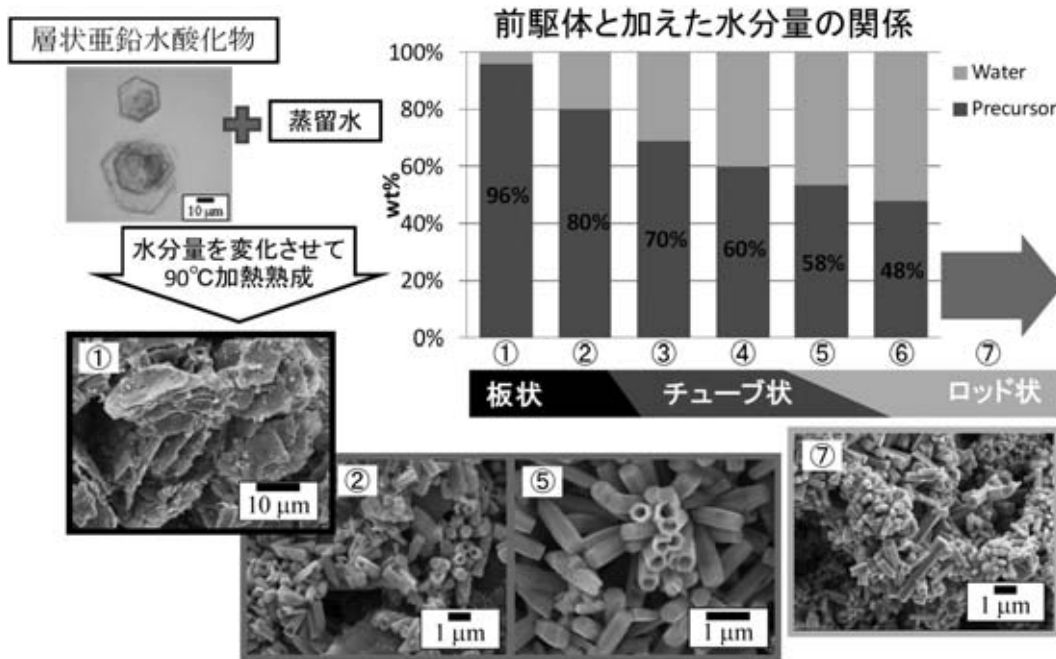 層状亜鉛水酸化物
蒸留水
10 μm
水分量を変化させて
90℃加熱熟成
前駆体と加えた水分量の関係
wt%
100%
80%
60%
40%
20%
0%
Water
Precursor
96%
80%
70%
60%
58%
48%
① ② ③ ④ ⑤ ⑥ ⑦
板状 チューブ状 ロッド状
①
10 μm
②
1 μm
⑤
1 μm
⑦
1 μm